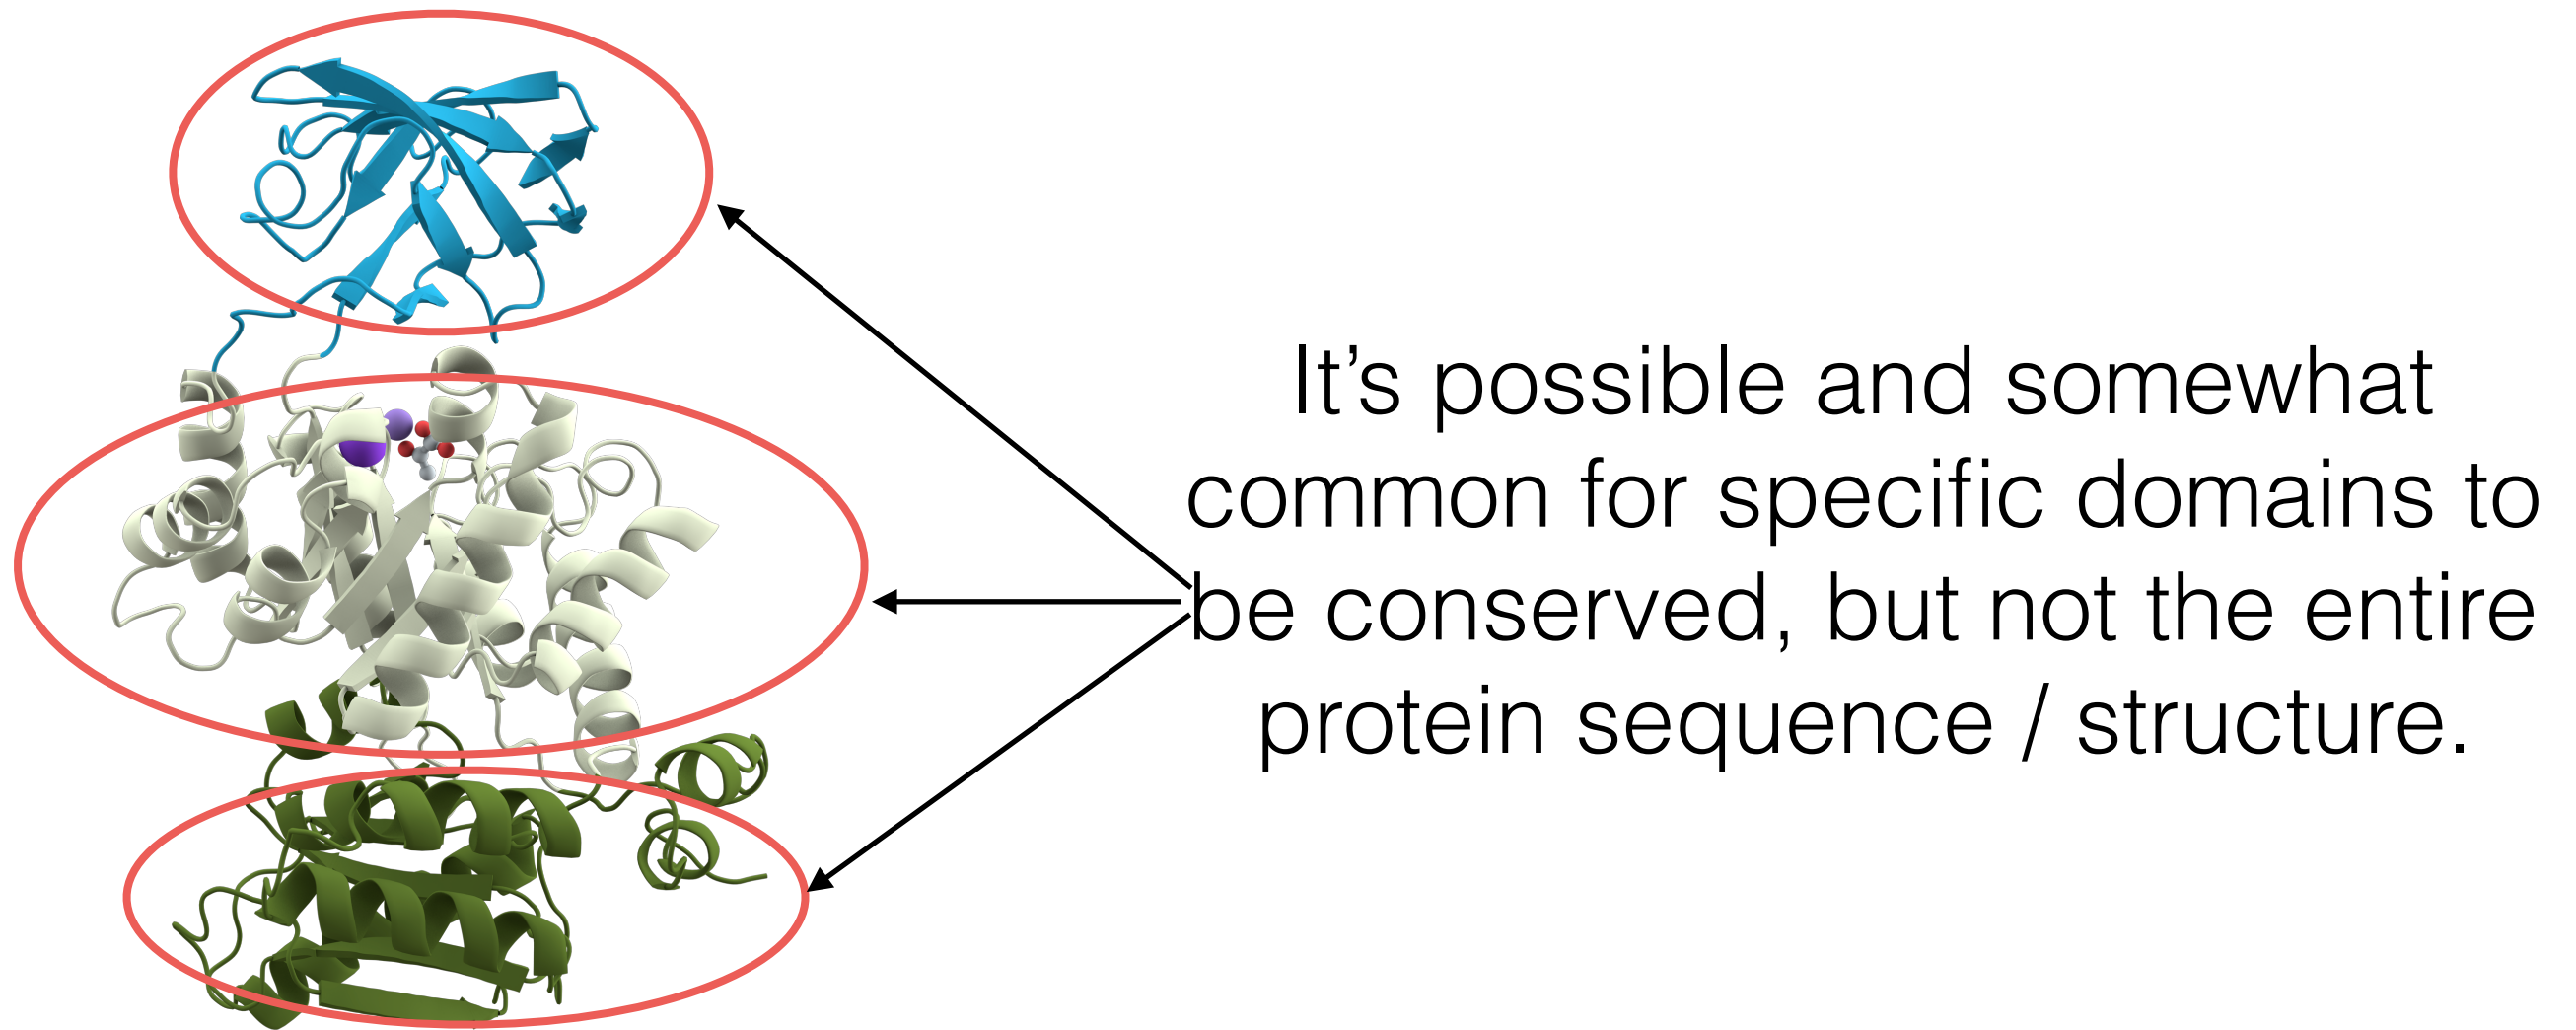 It’s possible and somewhat
common for specific domains to
be conserved, but not the entire
protein sequence / structure.